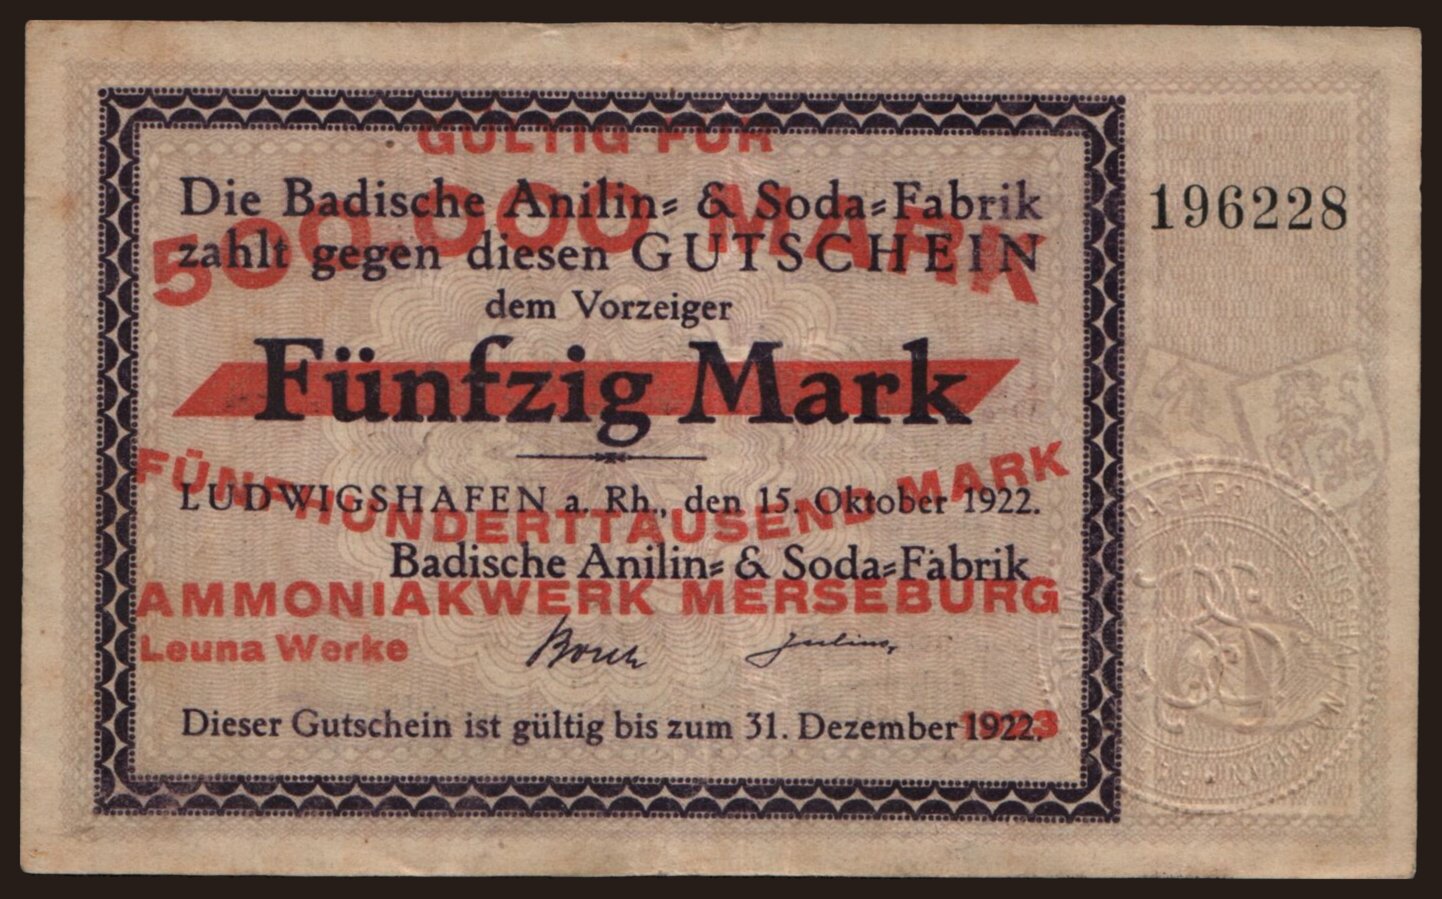 GÜLTIG FÜR
500.000 MARK
Die Badische Anilin= & Soda=Fabrik
zahlt gegen diesen GUTSCHEIN
dem Vorzeiger
Fünfzig Mark
FÜNFHUNDERTTAUSEND MARK
LUDWIGSHAFEN a. Rh., den 15. Oktober 1922.
Badische Anilin= & Soda=Fabrik
AMMONIAKWERK MERSEBURG
Leuna Werke
Bosch Julius,
Dieser Gutschein ist gültig bis zum 31. Dezember 1922.
1923
196228